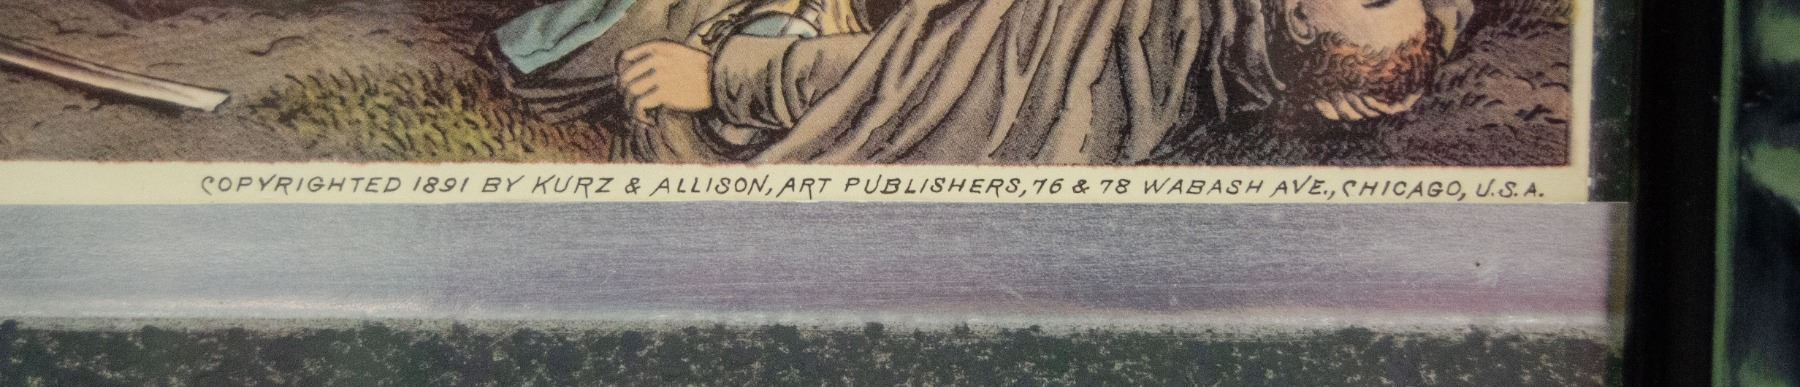 COPYRIGHTED 1891 BY KURZ & ALLISON, ART PUBLISHERS, 76 & 78 WABASH AVE., CHICAGO, U.S.A.